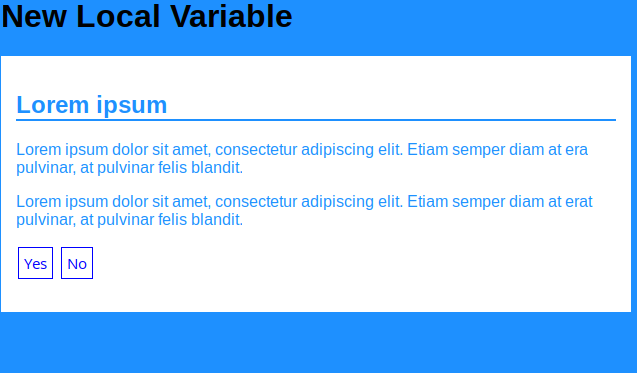 New Local Variable
Lorem ipsum
Lorem ipsum dolor sit amet, consectetur adipiscing elit. Etiam semper diam at era
pulvinar, at pulvinar felis blandit.
Lorem ipsum dolor sit amet, consectetur adipiscing elit. Etiam semper diam at erat
pulvinar, at pulvinar felis blandit.
Yes No